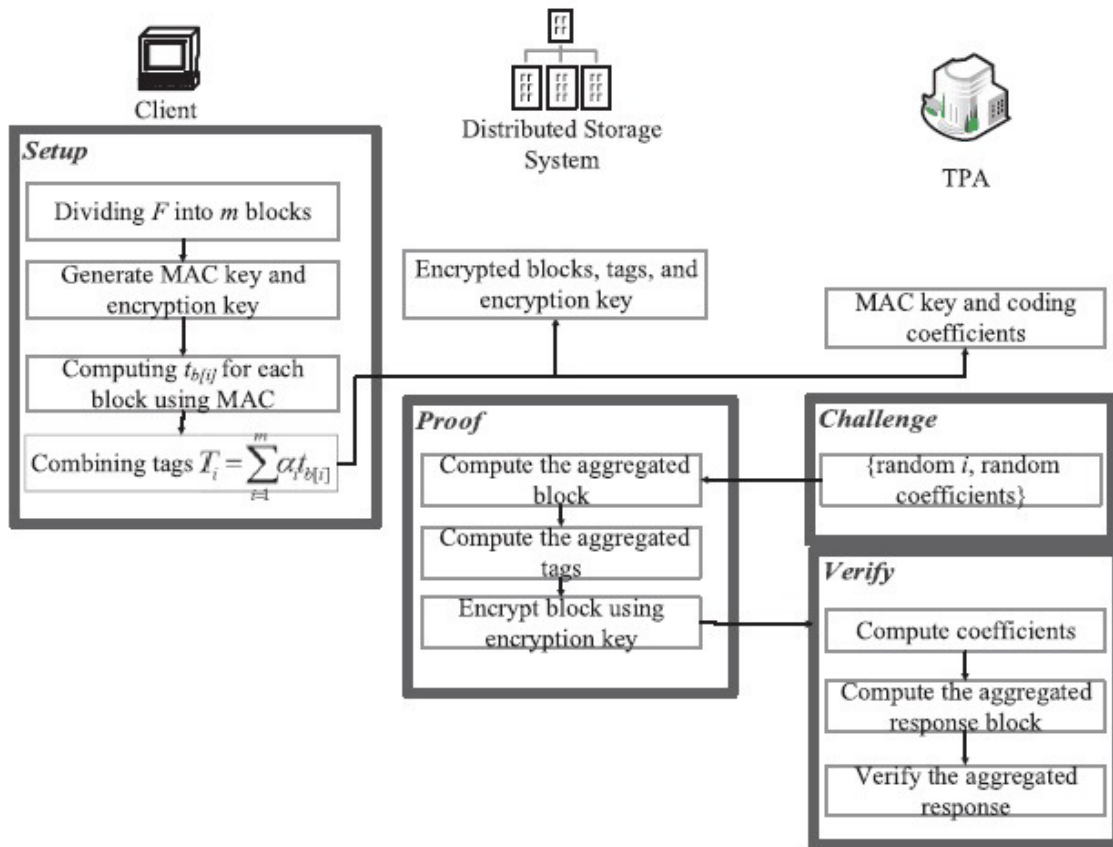 Client
Distributed Storage
System
TPA
Setup
Dividing F into m blocks
Generate MAC key and
encryption key
Computing t_{b[i]} for each
block using MAC
Combining tags T_i = \sum_{i=1}^{m} α_i t_{b[i]}
Encrypted blocks, tags, and
encryption key
MAC key and coding
coefficients
Proof
Compute the aggregated
block
Compute the aggregated
tags
Encrypt block using
encryption key
Challenge
{random i, random
coefficients}
Verify
Compute coefficients
Compute the aggregated
response block
Verify the aggregated
response